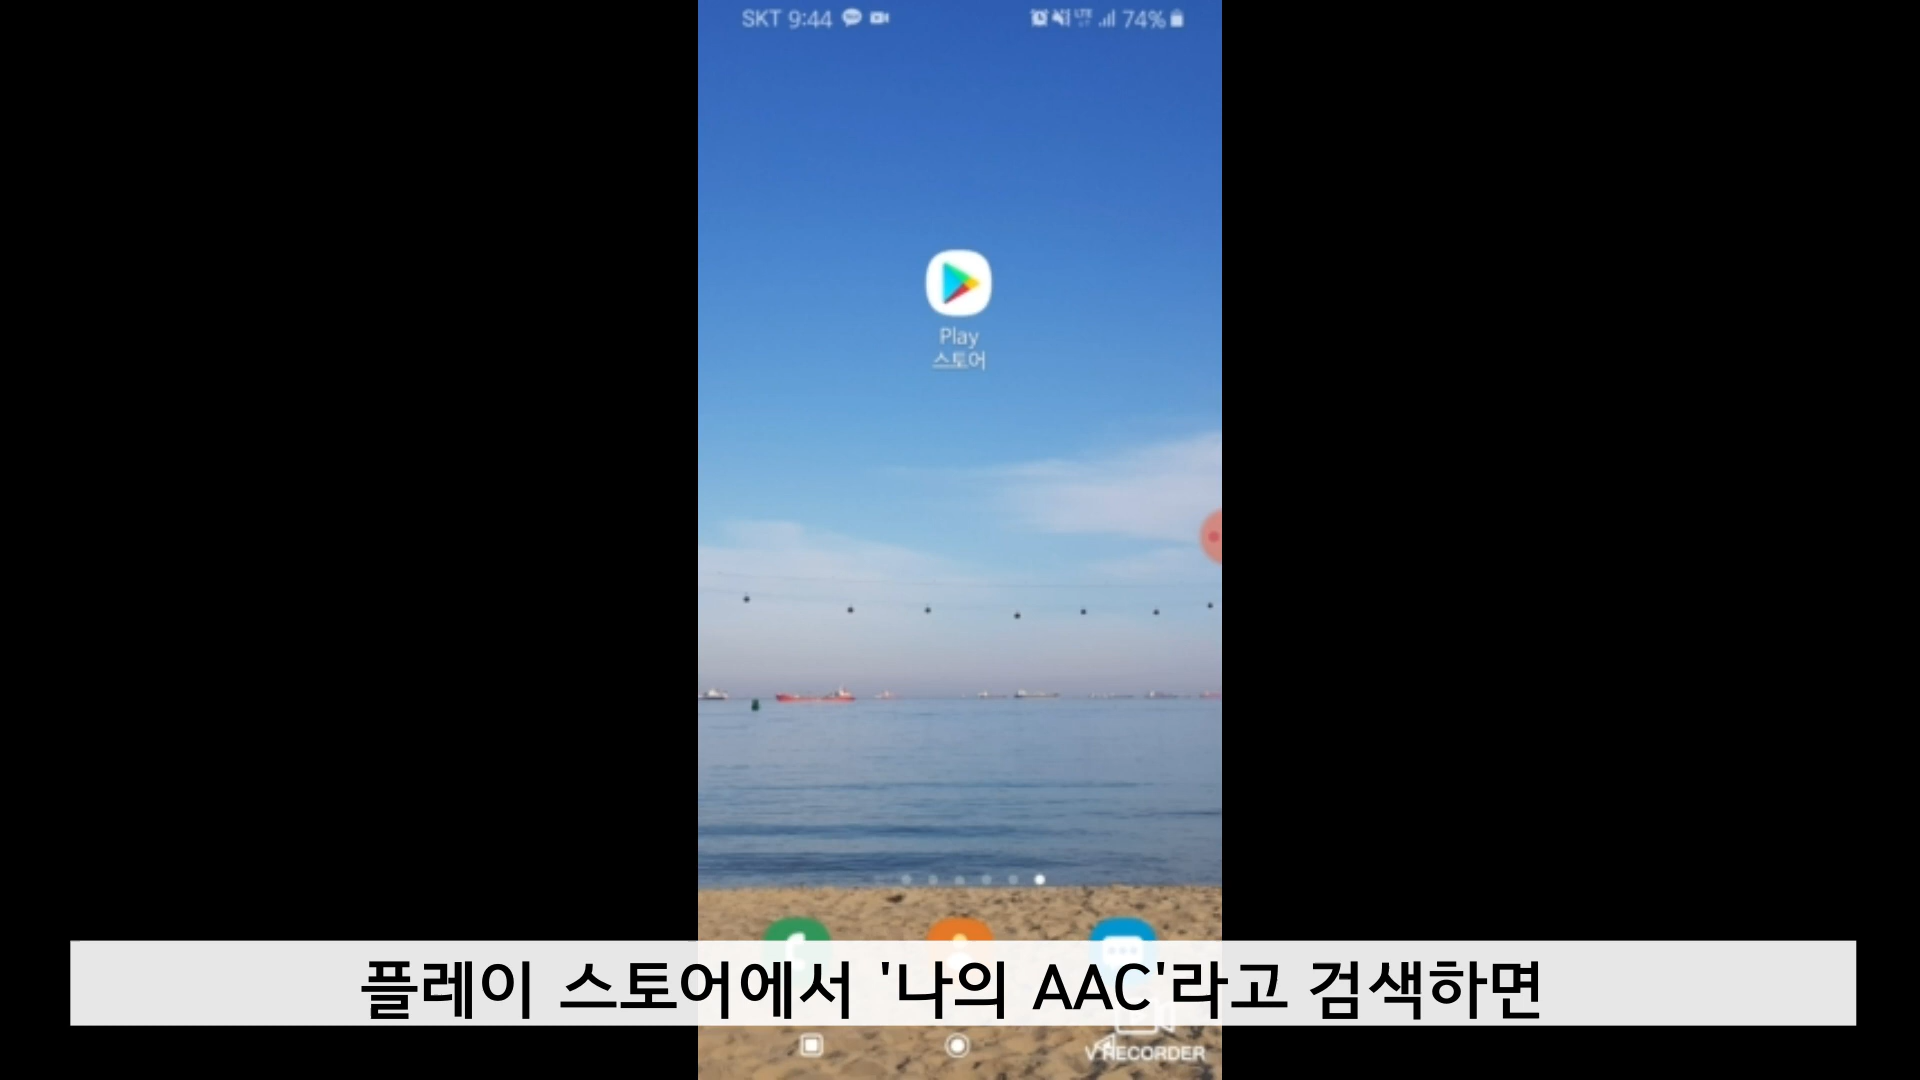 SKT 9:44
LTE 74%
Play
스토어
플레이 스토어에서 '나의 AAC'라고 검색하면
V RECORDER